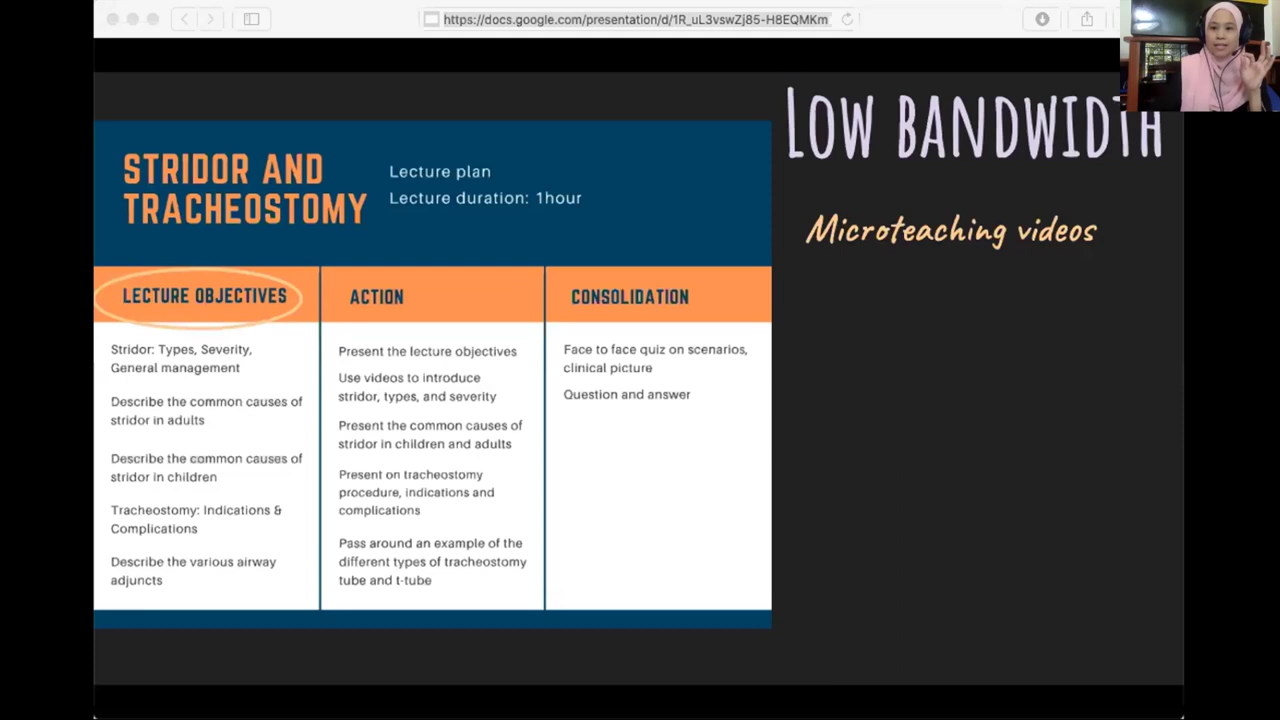 https://docs.google.com/presentation/d/1R_uL3vswZj85-H8EQMKm
LOW BANDWIDTH
Microteaching videos
STRIDOR AND
TRACHEOSTOMY
Lecture plan
Lecture duration: 1hour
LECTURE OBJECTIVES
Stridor: Types, Severity,
General management
Describe the common causes of
stridor in adults
Describe the common causes of
stridor in children
Tracheostomy: Indications &
Complications
Describe the various airway
adjuncts
ACTION
Present the lecture objectives
Use videos to introduce
stridor, types, and severity
Present the common causes of
stridor in children and adults
Present on tracheostomy
procedure, indications and
complications
Pass around an example of the
different types of tracheostomy
tube and t-tube
CONSOLIDATION
Face to face quiz on scenarios,
clinical picture
Question and answer